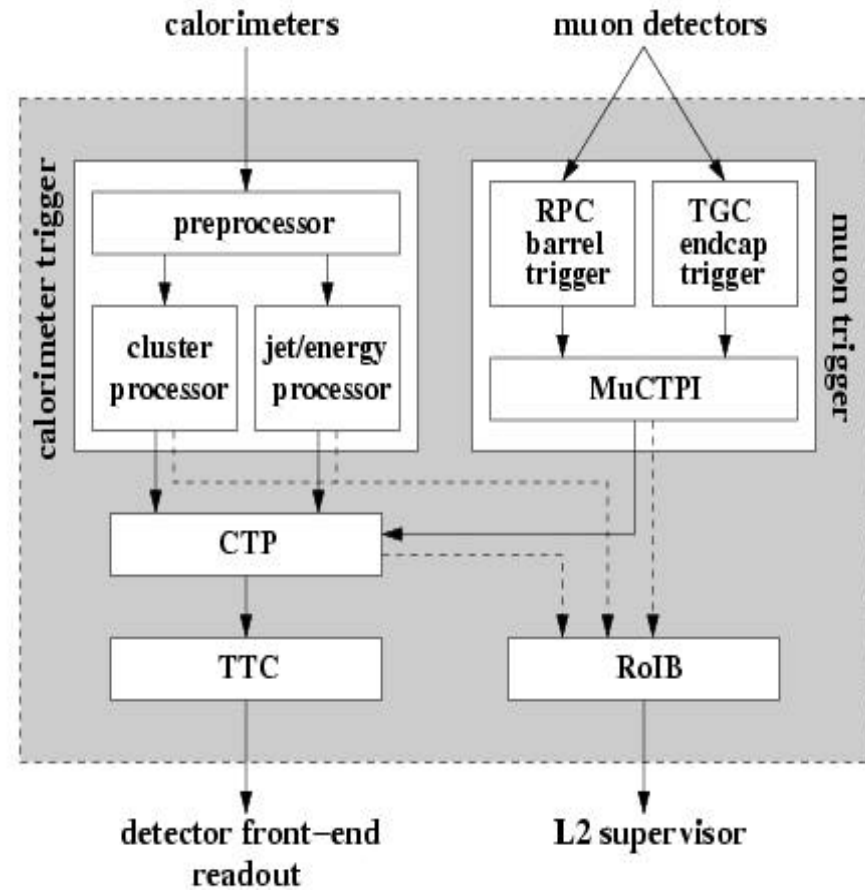 calorimeters
muon detectors
calorimeter trigger
preprocessor
cluster
processor
jet/energy
processor
RPC
barrel
trigger
TGC
endcap
trigger
MuCTPI
muon trigger
CTP
TTC
RoIB
detector front−end
readout
L2 supervisor